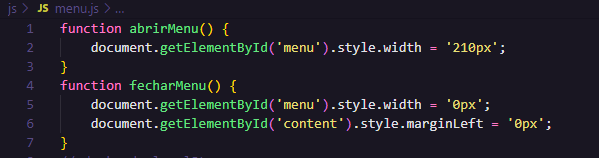 js > JS menu.js > ...
1 function abrirMenu() {
2     document.getElementById('menu').style.width = '210px';
3 }
4 function fecharMenu() {
5     document.getElementById('menu').style.width = '0px';
6     document.getElementById('content').style.marginLeft = '0px';
7 }